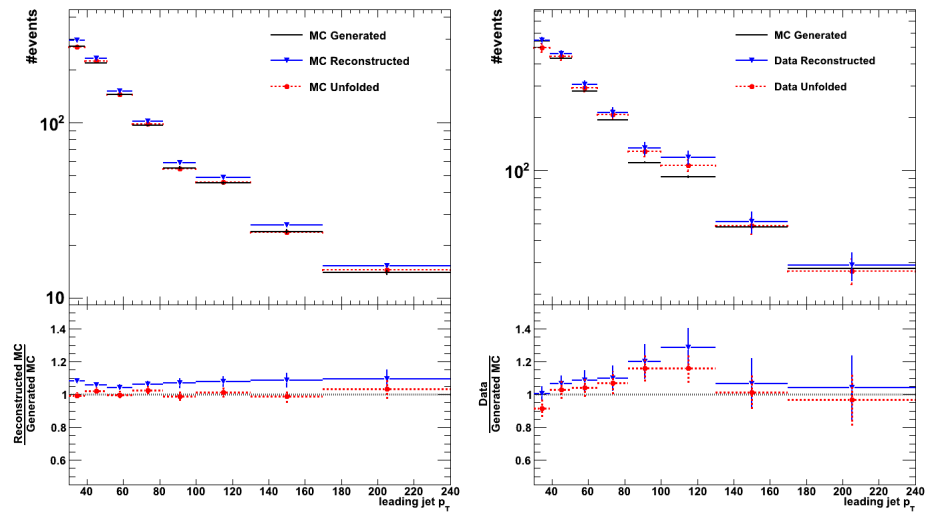 #events
MC Generated
MC Reconstructed
MC Unfolded
10²
10
Reconstructed MC
Generated MC
1.4
1.2
1
0.8
0.6
40 60 80 100 120 140 160 180 200 220 240
leading jet p_T
#events
MC Generated
Data Reconstructed
Data Unfolded
10²
Data
Generated MC
1.4
1.2
1
0.8
0.6
40 60 80 100 120 140 160 180 200 220 240
leading jet p_T